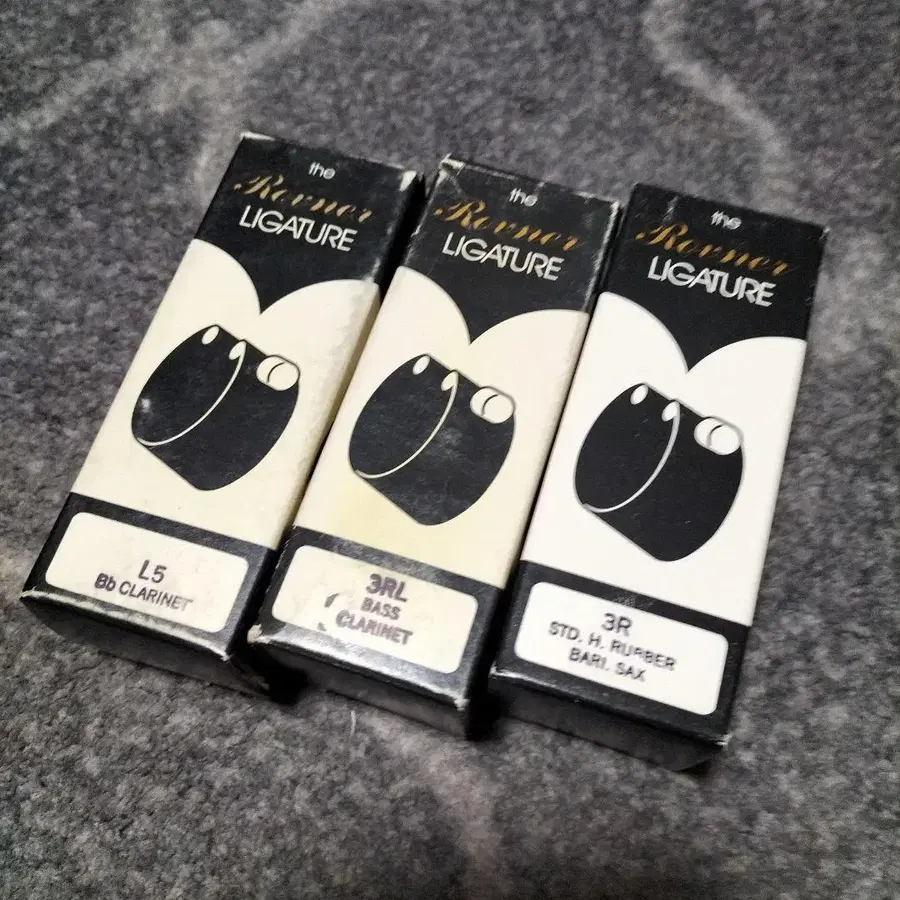 the
Rovner
LIGATURE
L5
Bb CLARINET
the
Rovner
LIGATURE
3RL
BASS
CLARINET
the
Rovner
LIGATURE
3R
STD. H. RUBBER
BARI. SAX